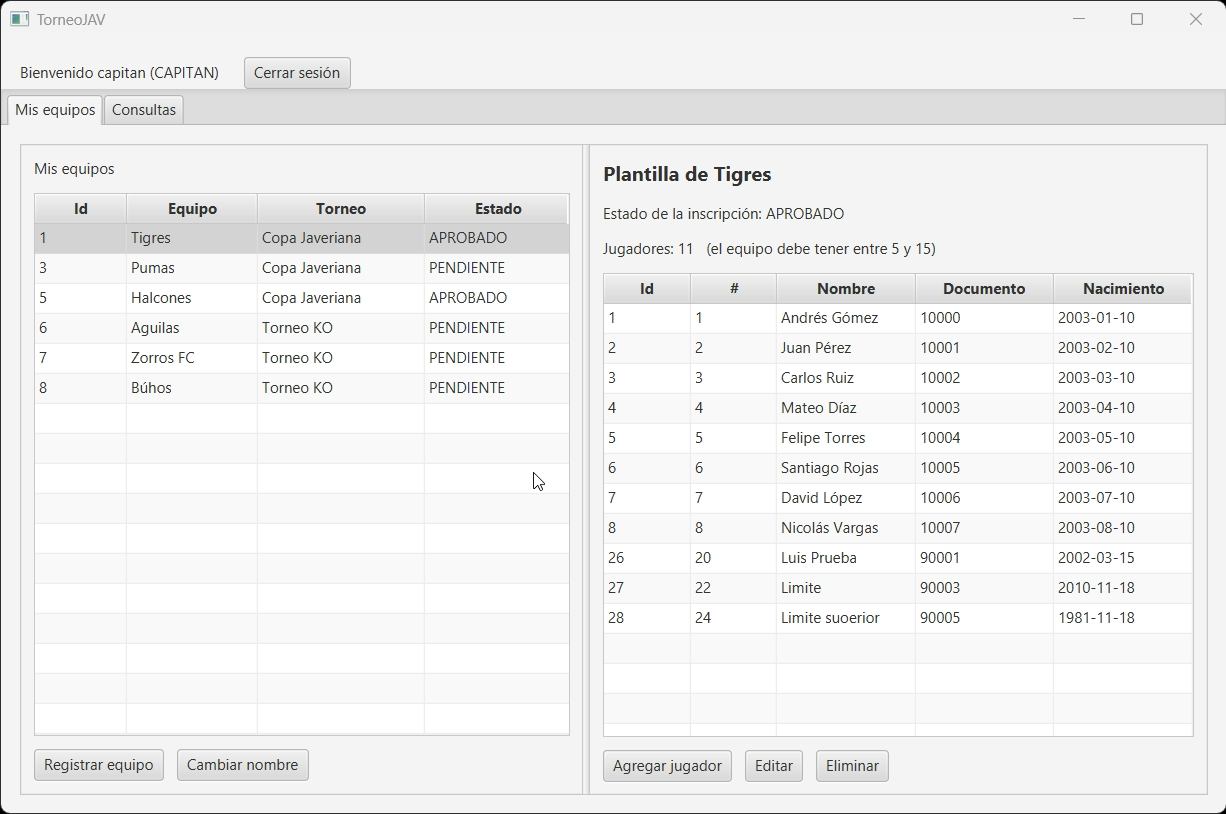 TorneoJAV
Bienvenido capitan (CAPITAN) Cerrar sesión
Mis equipos Consultas
Mis equipos
Id Equipo Torneo Estado
1 Tigres Copa Javeriana APROBADO
3 Pumas Copa Javeriana PENDIENTE
5 Halcones Copa Javeriana APROBADO
6 Aguilas Torneo KO PENDIENTE
7 Zorros FC Torneo KO PENDIENTE
8 Búhos Torneo KO PENDIENTE
Registrar equipo Cambiar nombre
Plantilla de Tigres
Estado de la inscripción: APROBADO
Jugadores: 11 (el equipo debe tener entre 5 y 15)
Id # Nombre Documento Nacimiento
1 1 Andrés Gómez 10000 2003-01-10
2 2 Juan Pérez 10001 2003-02-10
3 3 Carlos Ruiz 10002 2003-03-10
4 4 Mateo Díaz 10003 2003-04-10
5 5 Felipe Torres 10004 2003-05-10
6 6 Santiago Rojas 10005 2003-06-10
7 7 David López 10006 2003-07-10
8 8 Nicolás Vargas 10007 2003-08-10
26 20 Luis Prueba 90001 2002-03-15
27 22 Limite 90003 2010-11-18
28 24 Limite suoerior 90005 1981-11-18
Agregar jugador Editar Eliminar